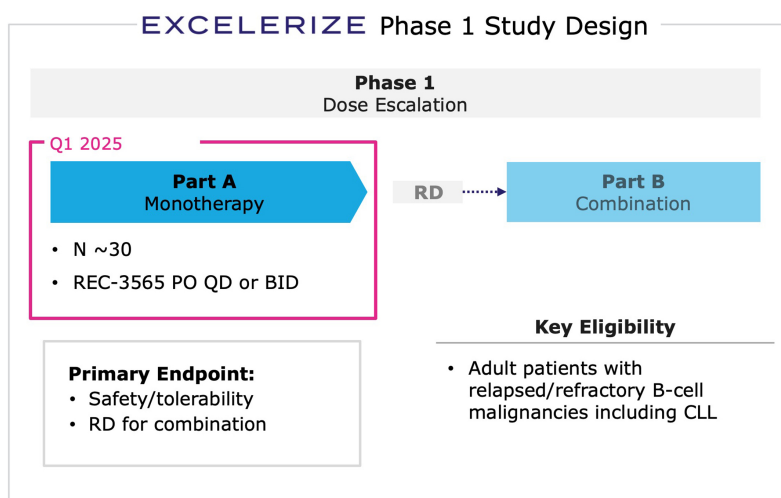 EXCELERIZE Phase 1 Study Design
Phase 1
Dose Escalation
Q1 2025
Part A
Monotherapy
• N ~30
• REC-3565 PO QD or BID
RD
Part B
Combination
Primary Endpoint:
• Safety/tolerability
• RD for combination
Key Eligibility
• Adult patients with
relapsed/refractory B-cell
malignancies including CLL